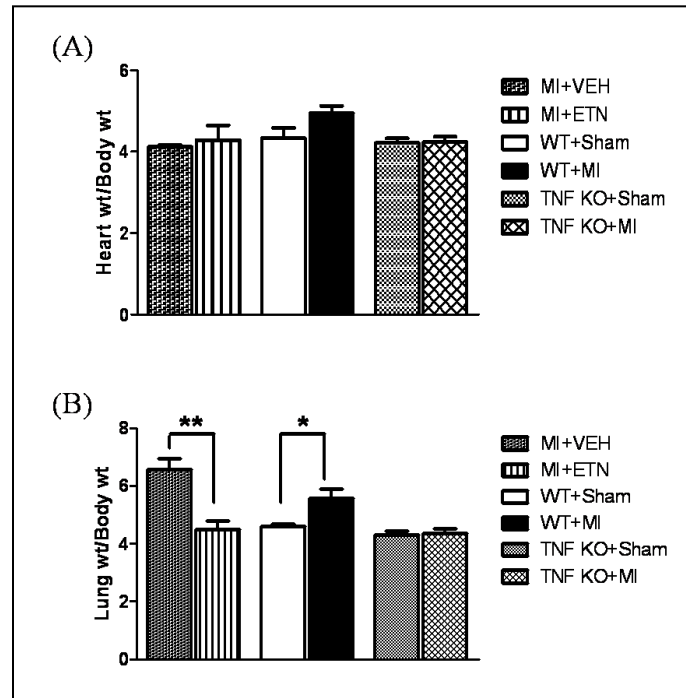 (A)
Heart wt/Body wt
6
4
2
0
MI+VEH
MI+ETN
WT+Sham
WT+MI
TNF KO+Sham
TNF KO+MI
(B)
Lung wt/Body wt
8
6
4
2
0
**
*
MI+VEH
MI+ETN
WT+Sham
WT+MI
TNF KO+Sham
TNF KO+MI